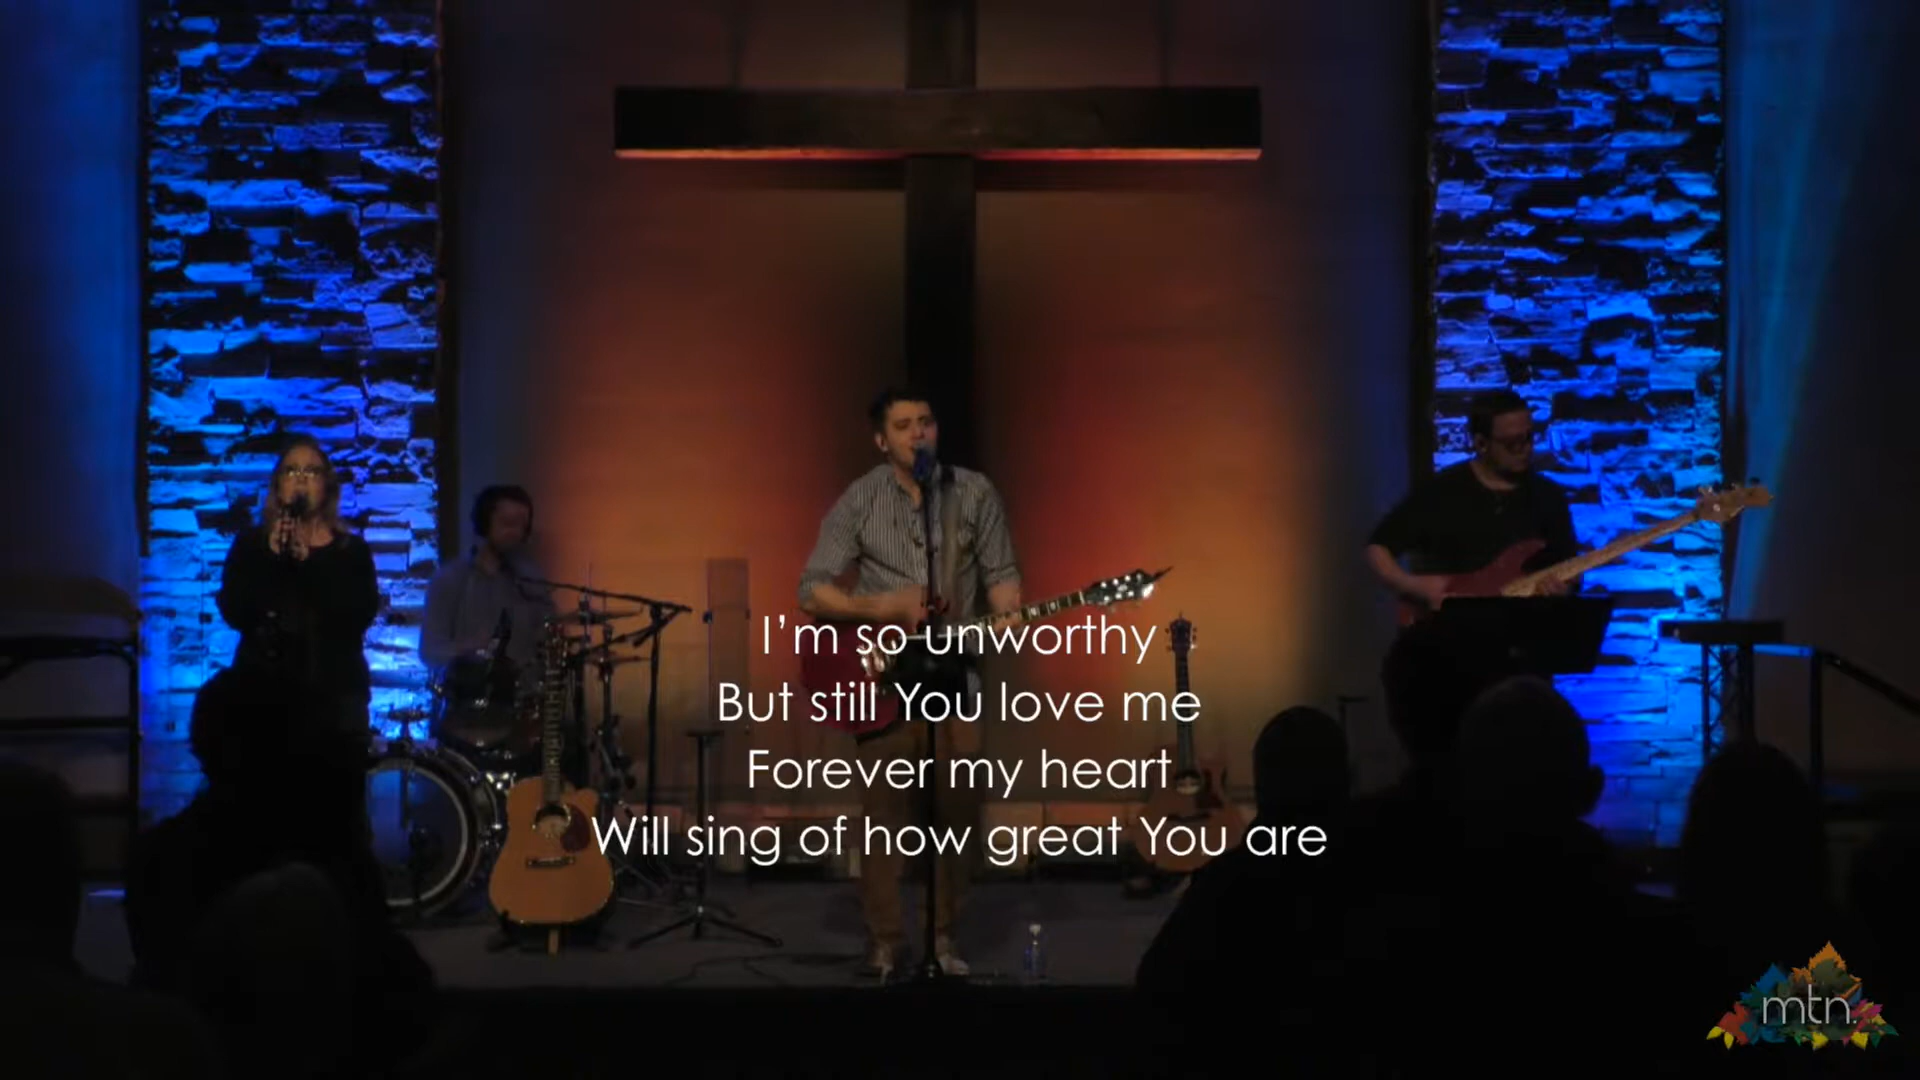 I'm so unworthy
But still You love me
Forever my heart
Will sing of how great You are
mtn.